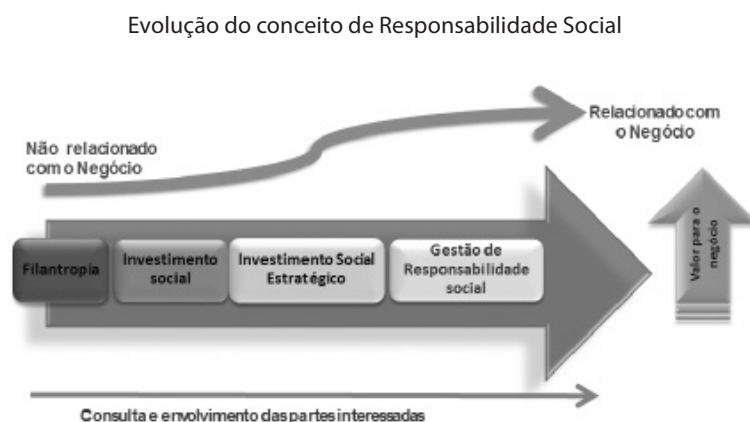 Evolução do conceito de Responsabilidade Social
Relacionado com
o Negócio
Não relacionado
com o Negócio
Filantropia
Investimento
social
Investimento Social
Estratégico
Gestão de
Responsabilidade
social
Valor para o
negócio
Consulta e envolvimento das partes interessadas